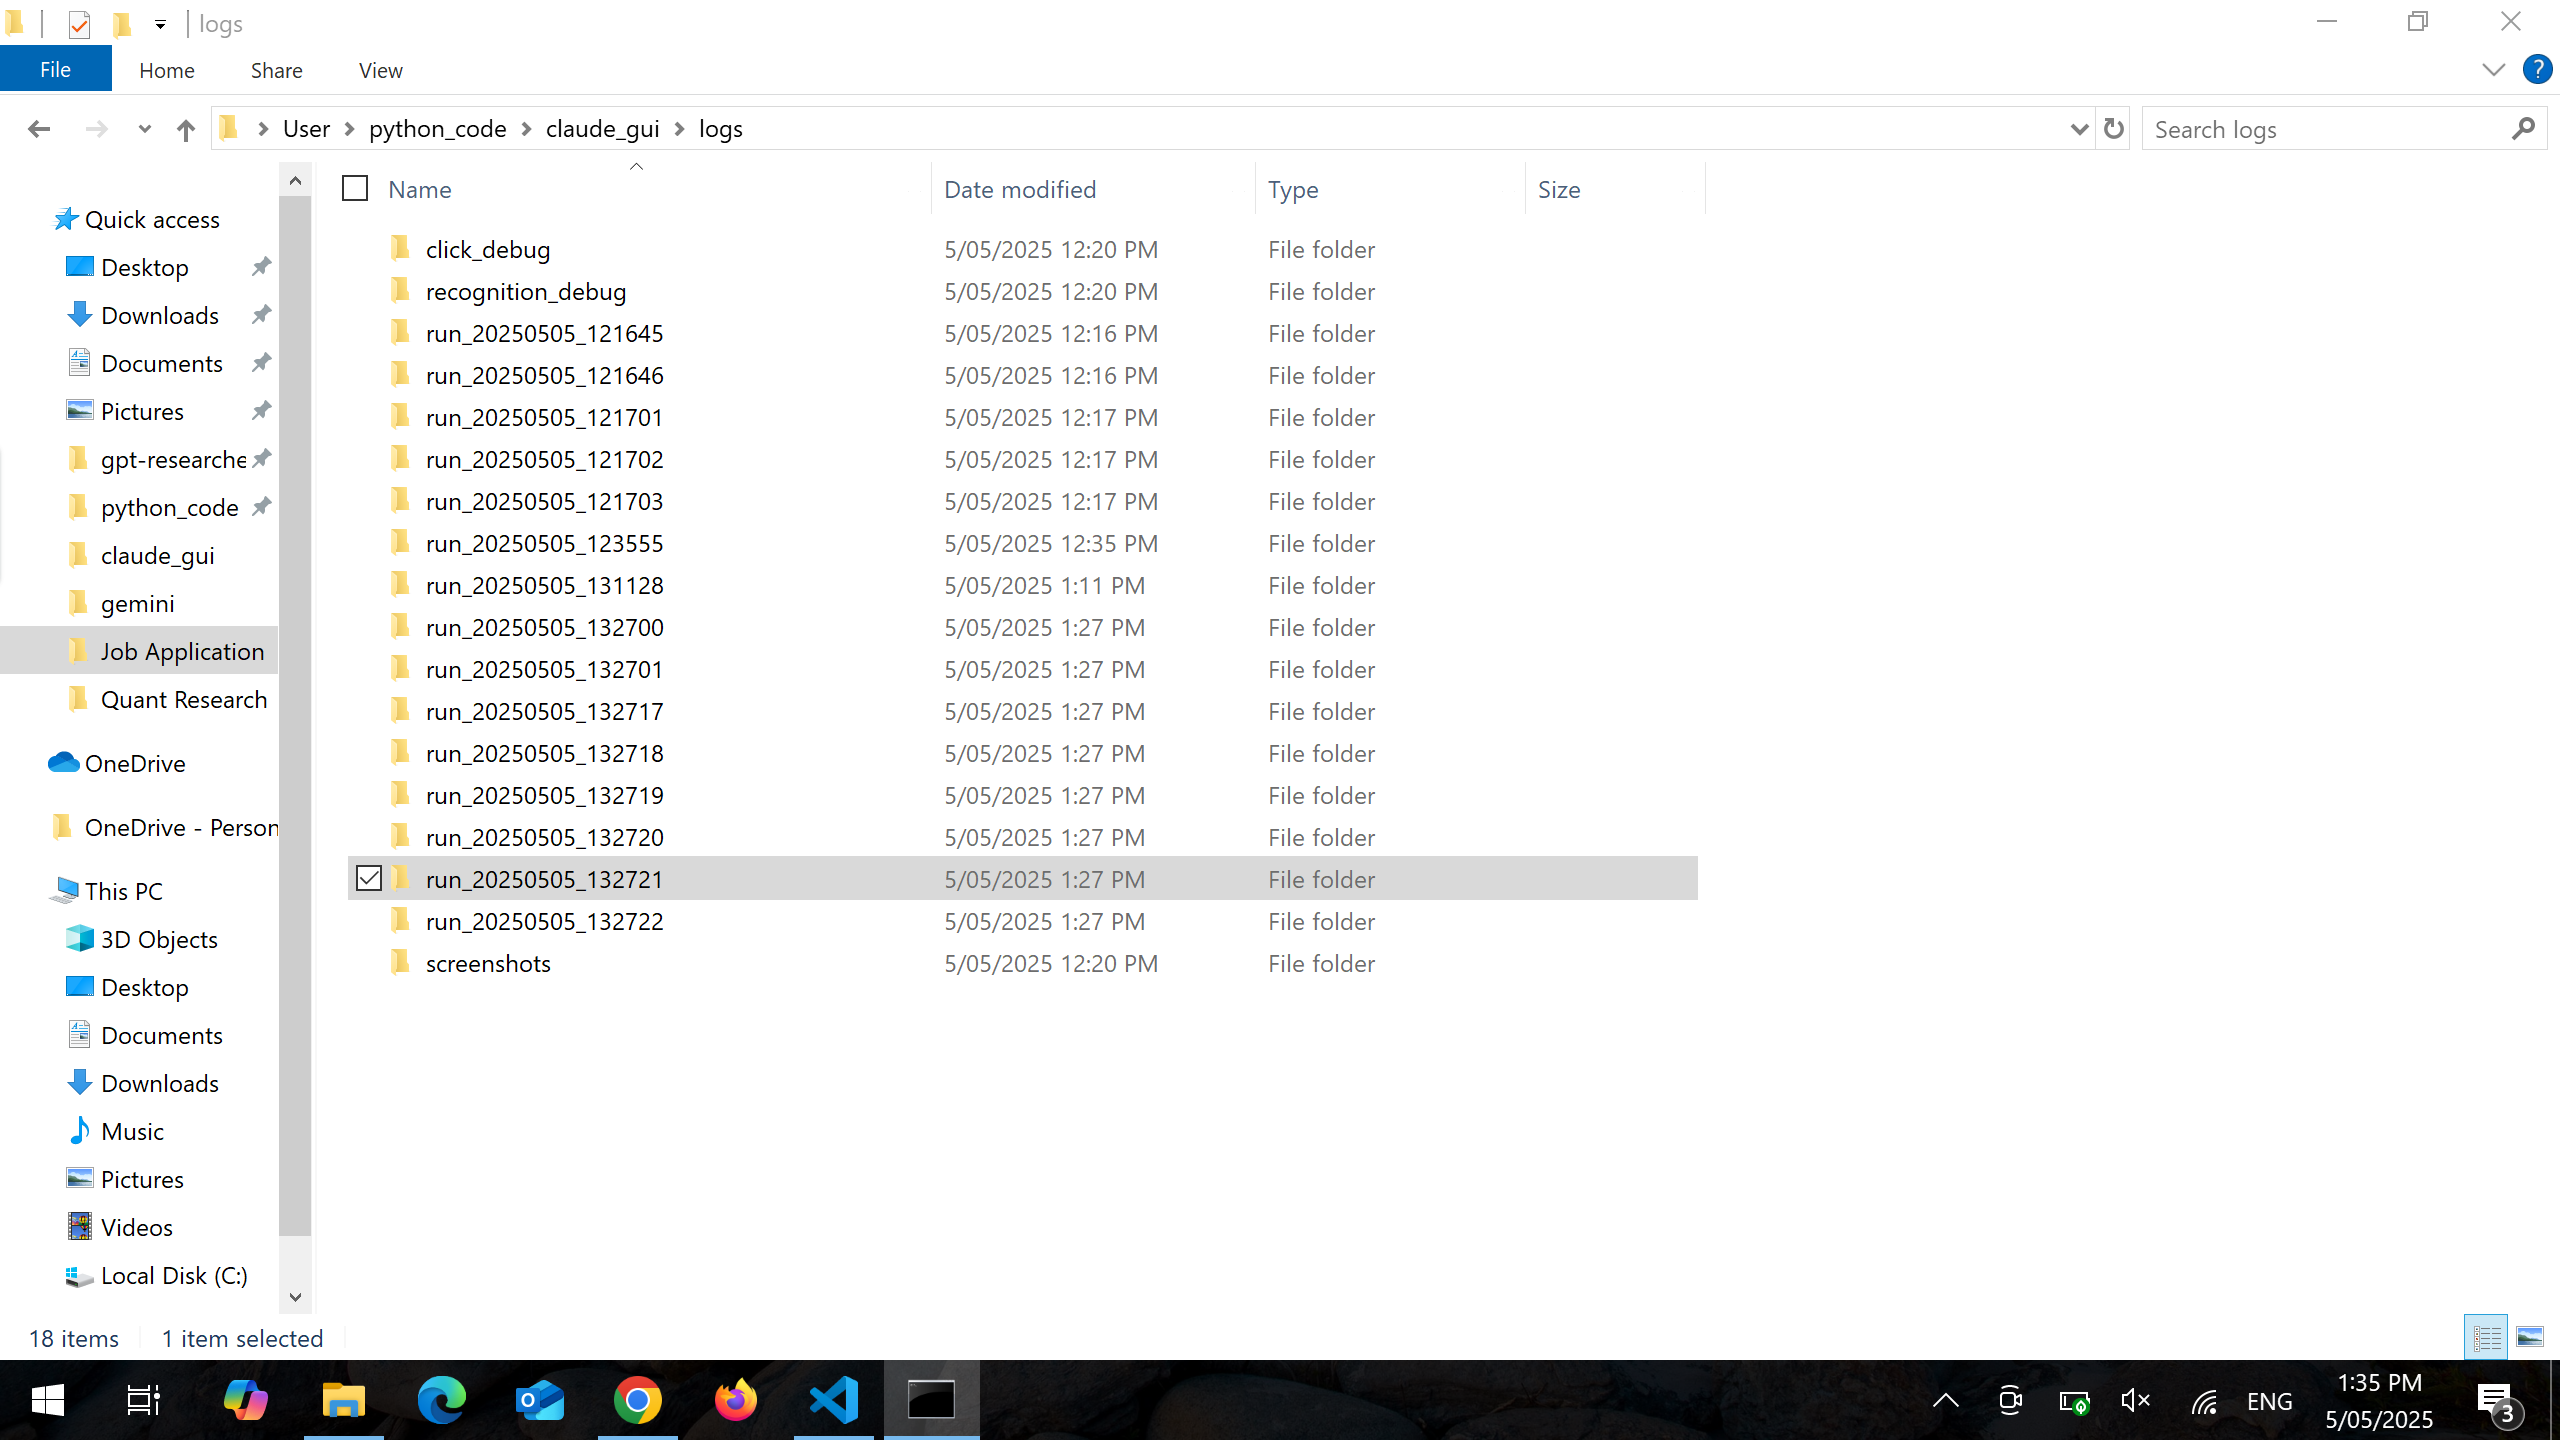 logs
File Home Share View
User python_code claude_gui logs
Search logs
Name Date modified Type Size
Quick access
Desktop
Downloads
Documents
Pictures
gpt-researche
python_code
claude_gui
gemini
Job Application
Quant Research
OneDrive
OneDrive - Person
This PC
3D Objects
Desktop
Documents
Downloads
Music
Pictures
Videos
Local Disk (C:)
click_debug 5/05/2025 12:20 PM File folder
recognition_debug 5/05/2025 12:20 PM File folder
run_20250505_121645 5/05/2025 12:16 PM File folder
run_20250505_121646 5/05/2025 12:16 PM File folder
run_20250505_121701 5/05/2025 12:17 PM File folder
run_20250505_121702 5/05/2025 12:17 PM File folder
run_20250505_121703 5/05/2025 12:17 PM File folder
run_20250505_123555 5/05/2025 12:35 PM File folder
run_20250505_131128 5/05/2025 1:11 PM File folder
run_20250505_132700 5/05/2025 1:27 PM File folder
run_20250505_132701 5/05/2025 1:27 PM File folder
run_20250505_132717 5/05/2025 1:27 PM File folder
run_20250505_132718 5/05/2025 1:27 PM File folder
run_20250505_132719 5/05/2025 1:27 PM File folder
run_20250505_132720 5/05/2025 1:27 PM File folder
run_20250505_132721 5/05/2025 1:27 PM File folder
run_20250505_132722 5/05/2025 1:27 PM File folder
screenshots 5/05/2025 12:20 PM File folder
18 items 1 item selected
ENG
1:35 PM
5/05/2025
3